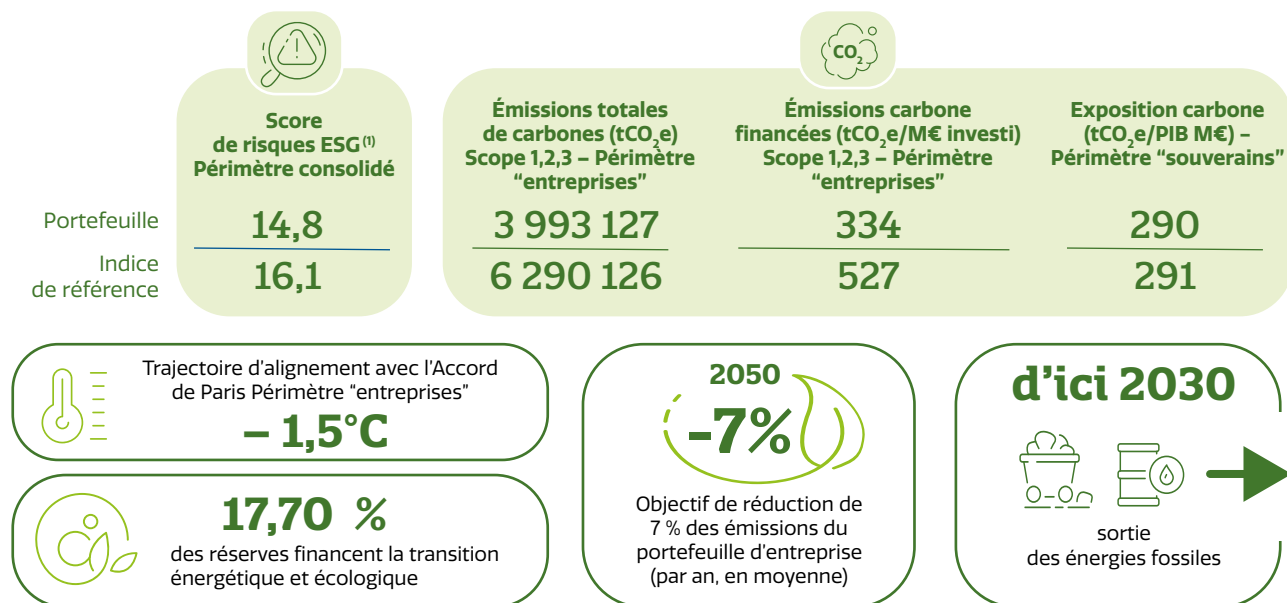 Score
de risques ESG (1)
Périmètre consolidé
CO2
Émissions totales
de carbones (tCO2e)
Scope 1,2,3 – Périmètre
“entreprises”
Émissions carbone
financées (tCO2e/M€ investi)
Scope 1,2,3 – Périmètre
“entreprises”
Exposition carbone
(tCO2e/PIB M€) –
Périmètre “souverains”
Portefeuille
14,8
3 993 127
334
290
Indice
de référence
16,1
6 290 126
527
291
Trajectoire d'alignement avec l'Accord
de Paris Périmètre “entreprises”
– 1,5°C
17,70 %
des réserves financent la transition
énergétique et écologique
2050
-7%
Objectif de réduction de
7 % des émissions du
portefeuille d'entreprise
(par an, en moyenne)
d'ici 2030
sortie
des énergies fossiles